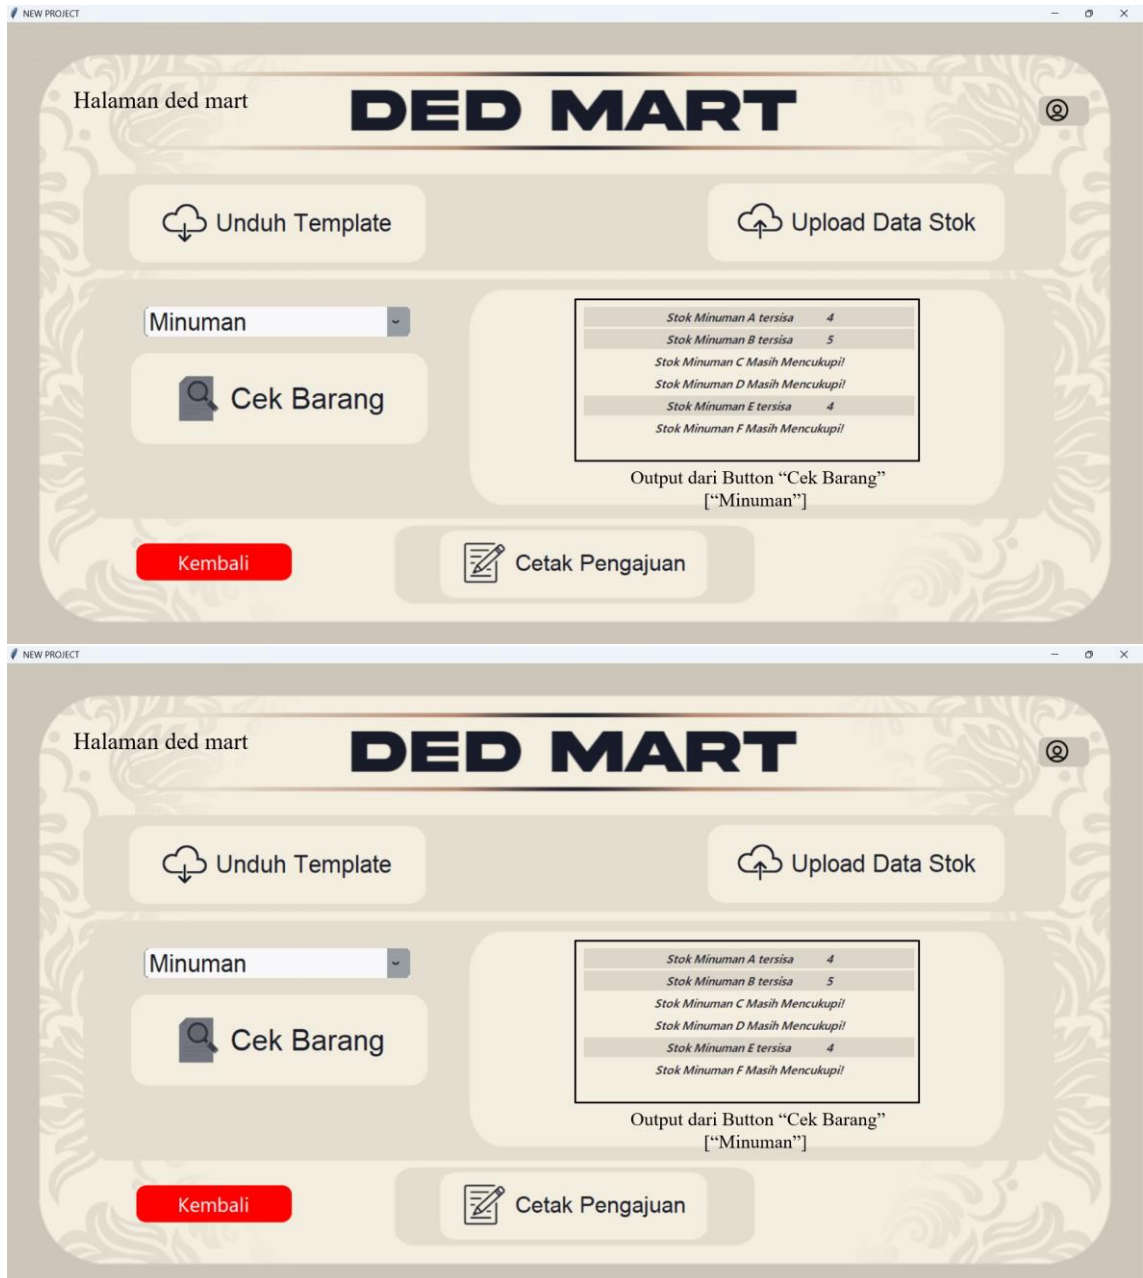 NEW PROJECT
Halaman ded mart
DED MART
Unduh Template
Upload Data Stok
Minuman
Cek Barang
Stok Minuman A tersisa 4
Stok Minuman B tersisa 5
Stok Minuman C Masih Mencukupi!
Stok Minuman D Masih Mencukupi!
Stok Minuman E tersisa 4
Stok Minuman F Masih Mencukupi!
Output dari Button “Cek Barang”
[“Minuman”]
Kembali
Cetak Pengajuan
NEW PROJECT
Halaman ded mart
DED MART
Unduh Template
Upload Data Stok
Minuman
Cek Barang
Stok Minuman A tersisa 4
Stok Minuman B tersisa 5
Stok Minuman C Masih Mencukupi!
Stok Minuman D Masih Mencukupi!
Stok Minuman E tersisa 4
Stok Minuman F Masih Mencukupi!
Output dari Button “Cek Barang”
[“Minuman”]
Kembali
Cetak Pengajuan